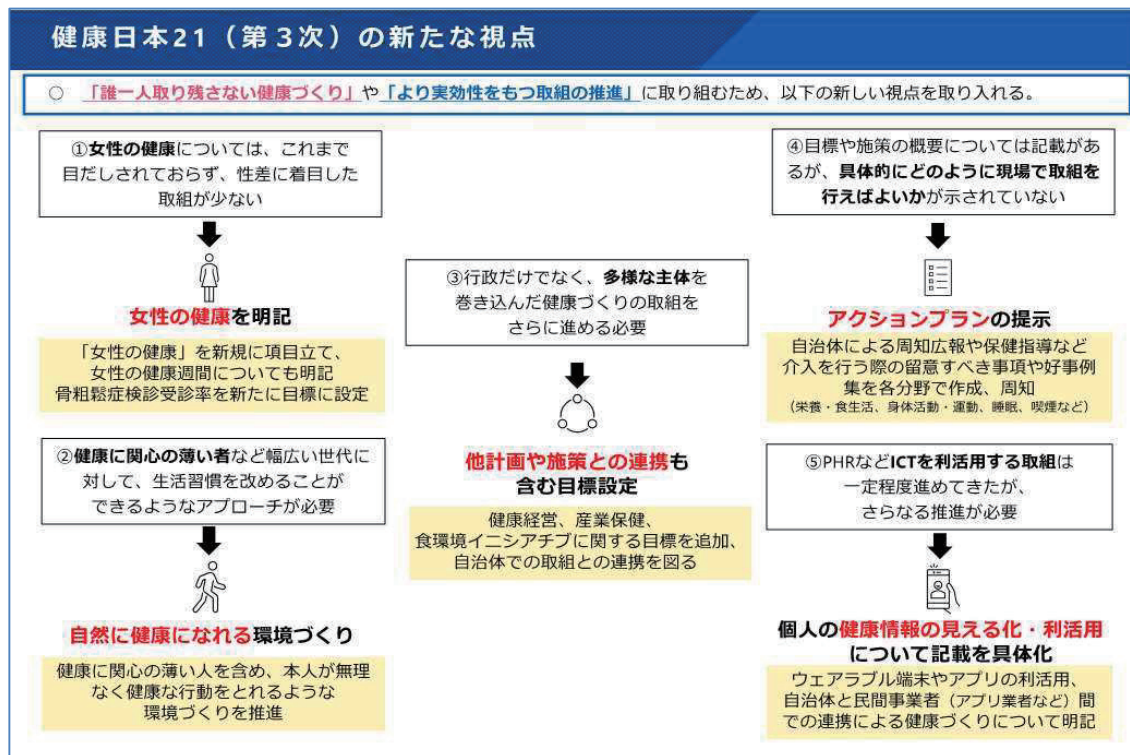 健康日本21（第３次）の新たな視点
○ 「誰一人取り残さない健康づくり」や「より実効性をもつ取組の推進」に取り組むため、以下の新しい視点を取り入れる。
①女性の健康については、これまで
目だしされておらず、性差に着目した
取組が少ない
女性の健康を明記
「女性の健康」を新規に項目立て、
女性の健康週間についても明記
骨粗鬆症検診受診率を新たに目標に設定
②健康に関心の薄い者など幅広い世代に
対して、生活習慣を改めることが
できるようなアプローチが必要
自然に健康になれる環境づくり
健康に関心の薄い人を含め、本人が無理
なく健康な行動をとれるような
環境づくりを推進
③行政だけでなく、多様な主体を
巻き込んだ健康づくりの取組を
さらに進める必要
他計画や施策との連携も
含む目標設定
健康経営、産業保健、
食環境イニシアチブに関する目標を追加、
自治体での取組との連携を図る
④目標や施策の概要については記載があ
るが、具体的にどのように現場で取組を
行えばよいかが示されていない
アクションプランの提示
自治体による周知広報や保健指導など
介入を行う際の留意すべき事項や好事例
集を各分野で作成、周知
（栄養・食生活、身体活動・運動、睡眠、喫煙など）
⑤PHRなどICTを利活用する取組は
一定程度進めてきたが、
さらなる推進が必要
個人の健康情報の見える化・利活用
について記載を具体化
ウェアラブル端末やアプリの利活用、
自治体と民間事業者（アプリ業者など）間
での連携による健康づくりについて明記